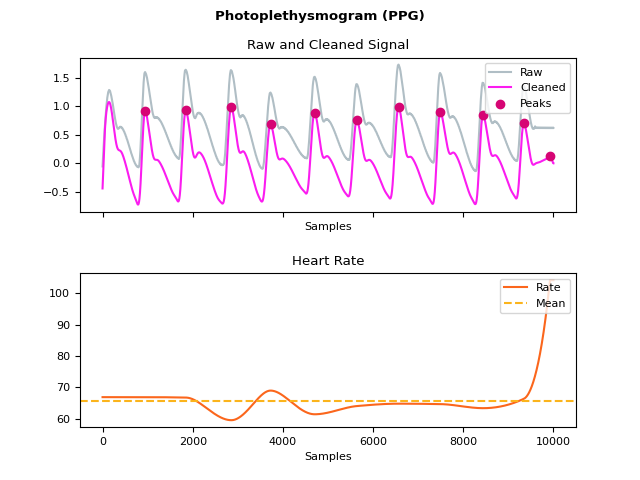 Photoplethysmogram (PPG)
Raw and Cleaned Signal
1.5
1.0
0.5
0.0
−0.5
Raw
Cleaned
Peaks
Samples
Heart Rate
100
90
80
70
60
Rate
Mean
0 2000 4000 6000 8000 10000
Samples